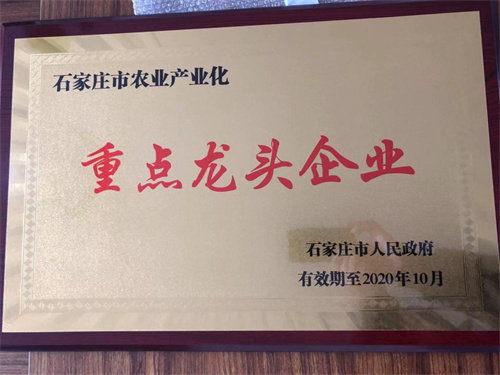 石家庄市农业产业化
重点龙头企业
石家庄市人民政府
有效期至2020年10月